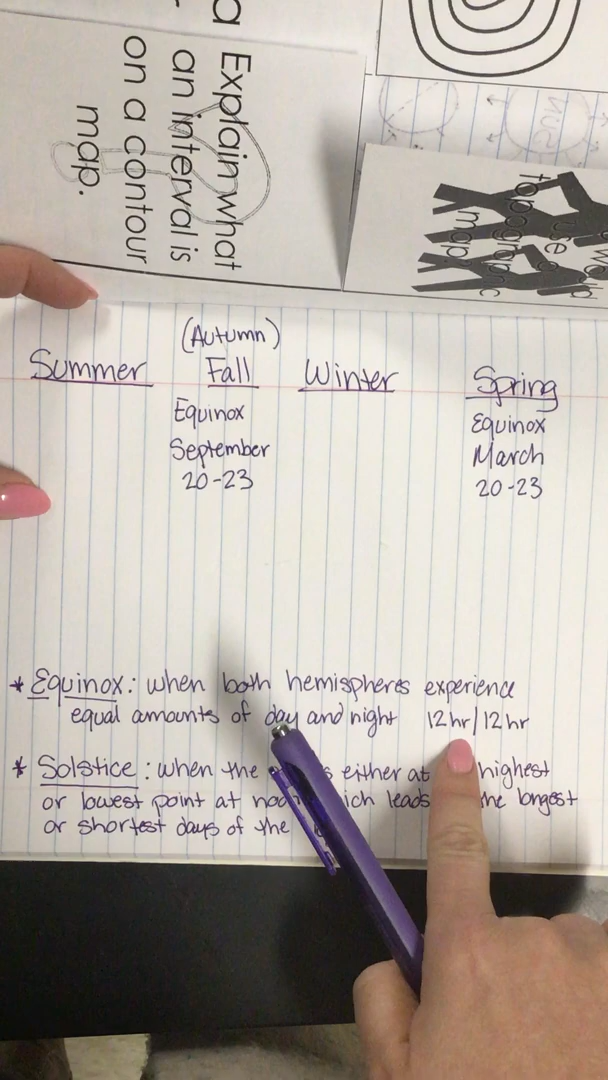 a Explain what
an interval is
on a contour
map.
use a
topographic
map
(Autumn)
Summer Fall Winter Spring
Equinox
September
20-23
Equinox
March
20-23
* Equinox: when both hemispheres experience
equal amounts of day and night 12 hr/12 hr
* Solstice: when the either at highest
or lowest point at leads the longest
or shortest days of the